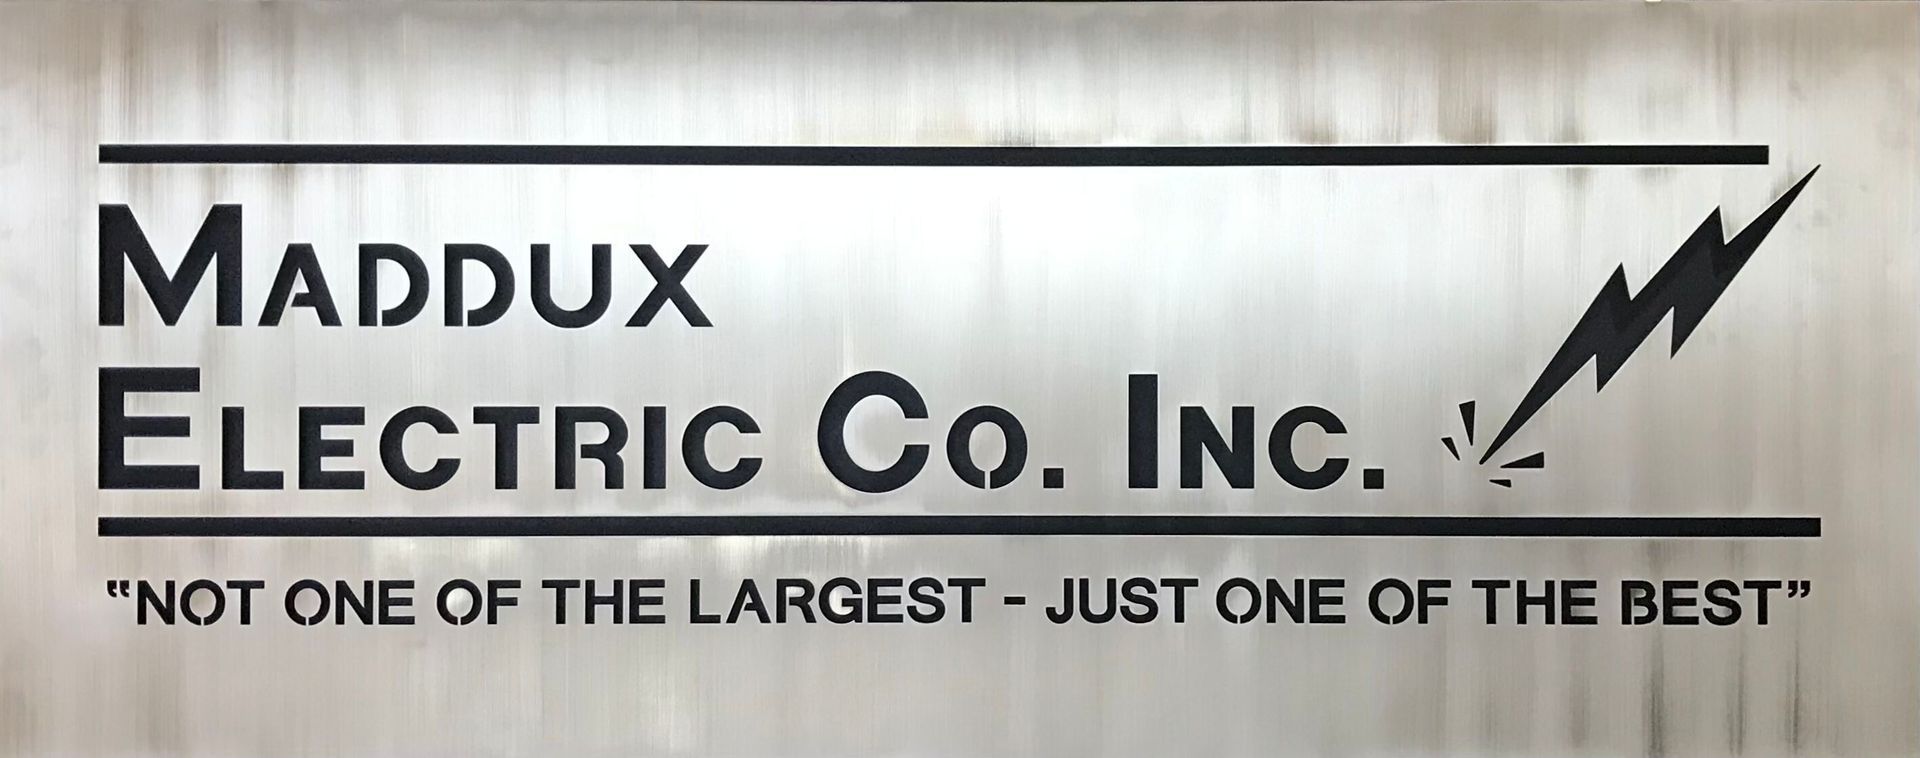 MADDUX
ELECTRIC CO. INC.
“NOT ONE OF THE LARGEST - JUST ONE OF THE BEST”